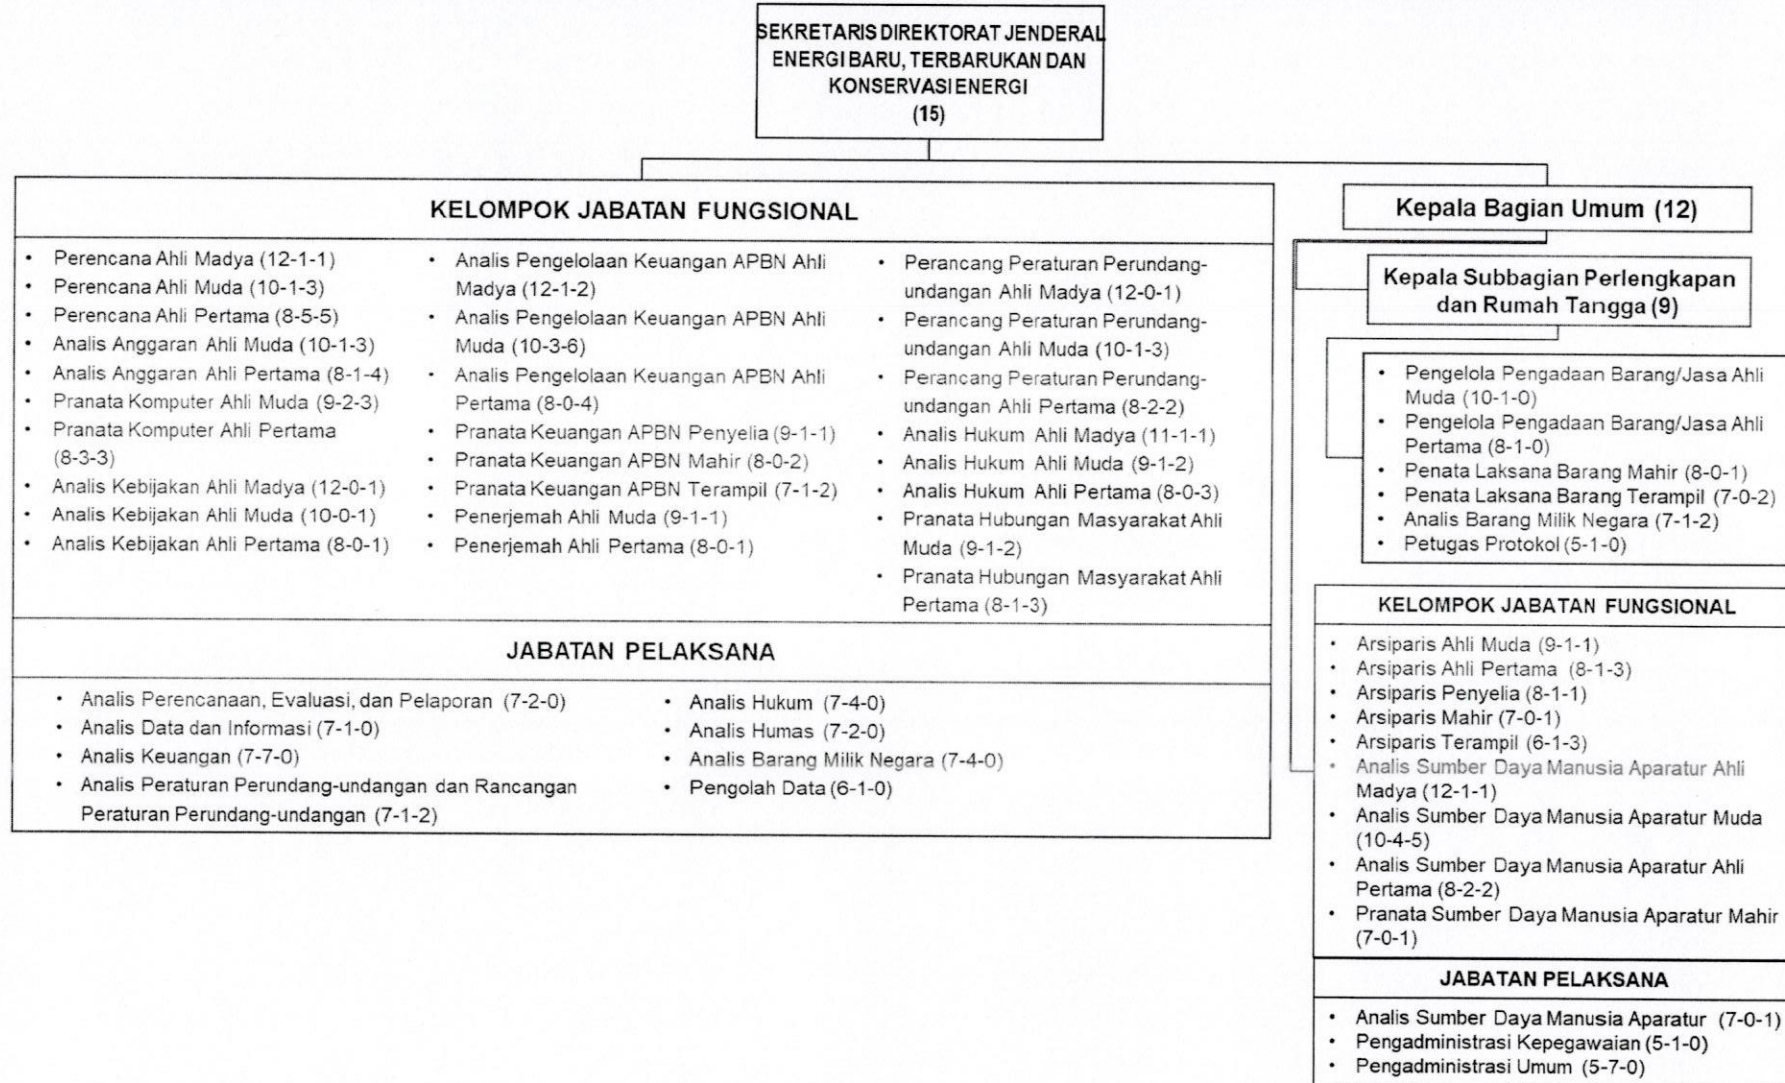 SEKRETARIS DIREKTORAT JENDERAL
ENERGI BARU, TERBARUKAN DAN
KONSERVASI ENERGI
(15)
KELOMPOK JABATAN FUNGSIONAL
• Perencana Ahli Madya (12-1-1)
• Perencana Ahli Muda (10-1-3)
• Perencana Ahli Pertama (8-5-5)
• Analis Anggaran Ahli Muda (10-1-3)
• Analis Anggaran Ahli Pertama (8-1-4)
• Pranata Komputer Ahli Muda (9-2-3)
• Pranata Komputer Ahli Pertama
(8-3-3)
• Analis Kebijakan Ahli Madya (12-0-1)
• Analis Kebijakan Ahli Muda (10-0-1)
• Analis Kebijakan Ahli Pertama (8-0-1)
• Analis Pengelolaan Keuangan APBN Ahli
Madya (12-1-2)
• Analis Pengelolaan Keuangan APBN Ahli
Muda (10-3-6)
• Analis Pengelolaan Keuangan APBN Ahli
Pertama (8-0-4)
• Pranata Keuangan APBN Penyelia (9-1-1)
• Pranata Keuangan APBN Mahir (8-0-2)
• Pranata Keuangan APBN Terampil (7-1-2)
• Penerjemah Ahli Muda (9-1-1)
• Penerjemah Ahli Pertama (8-0-1)
• Perancang Peraturan Perundang-
undangan Ahli Madya (12-0-1)
• Perancang Peraturan Perundang-
undangan Ahli Muda (10-1-3)
• Perancang Peraturan Perundang-
undangan Ahli Pertama (8-2-2)
• Analis Hukum Ahli Madya (11-1-1)
• Analis Hukum Ahli Muda (9-1-2)
• Analis Hukum Ahli Pertama (8-0-3)
• Pranata Hubungan Masyarakat Ahli
Muda (9-1-2)
• Pranata Hubungan Masyarakat Ahli
Pertama (8-1-3)
JABATAN PELAKSANA
• Analis Perencanaan, Evaluasi, dan Pelaporan (7-2-0)
• Analis Data dan Informasi (7-1-0)
• Analis Keuangan (7-7-0)
• Analis Peraturan Perundang-undangan dan Rancangan
Peraturan Perundang-undangan (7-1-2)
• Analis Hukum (7-4-0)
• Analis Humas (7-2-0)
• Analis Barang Milik Negara (7-4-0)
• Pengolah Data (6-1-0)
Kepala Bagian Umum (12)
Kepala Subbagian Perlengkapan
dan Rumah Tangga (9)
• Pengelola Pengadaan Barang/Jasa Ahli
Muda (10-1-0)
• Pengelola Pengadaan Barang/Jasa Ahli
Pertama (8-1-0)
• Penata Laksana Barang Mahir (8-0-1)
• Penata Laksana Barang Terampil (7-0-2)
• Analis Barang Milik Negara (7-1-2)
• Petugas Protokol (5-1-0)
KELOMPOK JABATAN FUNGSIONAL
• Arsiparis Ahli Muda (9-1-1)
• Arsiparis Ahli Pertama (8-1-3)
• Arsiparis Penyelia (8-1-1)
• Arsiparis Mahir (7-0-1)
• Arsiparis Terampil (6-1-3)
• Analis Sumber Daya Manusia Aparatur Ahli
Madya (12-1-1)
• Analis Sumber Daya Manusia Aparatur Muda
(10-4-5)
• Analis Sumber Daya Manusia Aparatur Ahli
Pertama (8-2-2)
• Pranata Sumber Daya Manusia Aparatur Mahir
(7-0-1)
JABATAN PELAKSANA
• Analis Sumber Daya Manusia Aparatur (7-0-1)
• Pengadministrasi Kepegawaian (5-1-0)
• Pengadministrasi Umum (5-7-0)